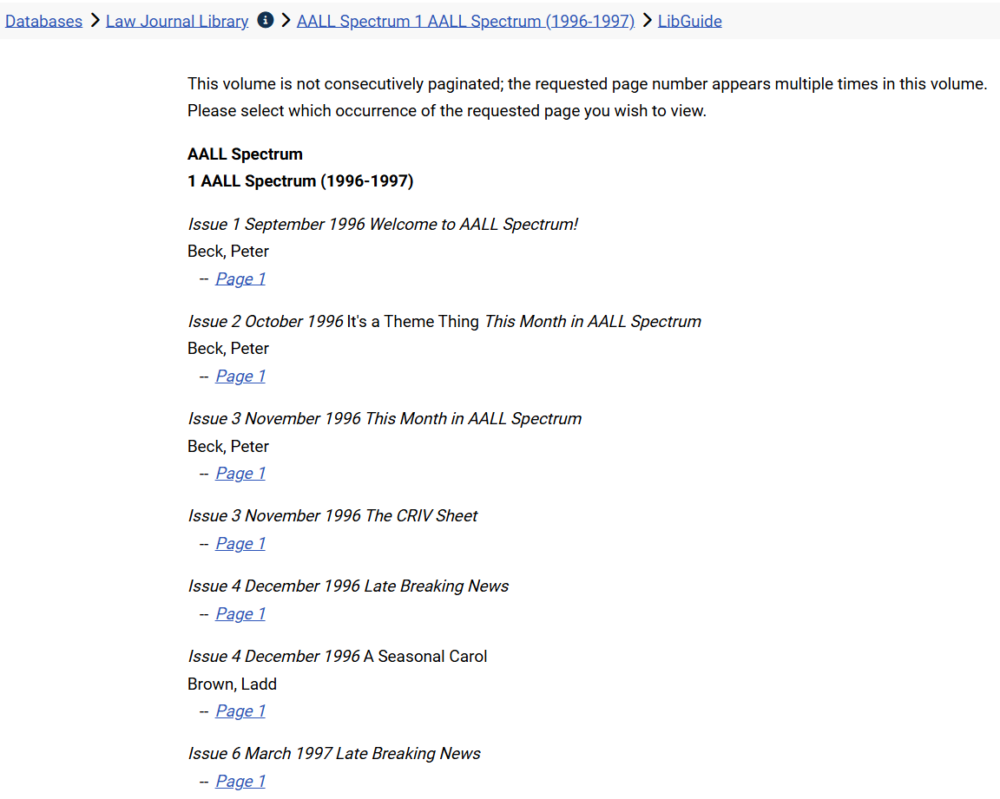 Databases > Law Journal Library > AALL Spectrum 1 AALL Spectrum (1996-1997) > LibGuide
This volume is not consecutively paginated; the requested page number appears multiple times in this volume.
Please select which occurrence of the requested page you wish to view.
AALL Spectrum
1 AALL Spectrum (1996-1997)
Issue 1 September 1996 Welcome to AALL Spectrum!
Beck, Peter
-- Page 1
Issue 2 October 1996 It's a Theme Thing This Month in AALL Spectrum
Beck, Peter
-- Page 1
Issue 3 November 1996 This Month in AALL Spectrum
Beck, Peter
-- Page 1
Issue 3 November 1996 The CRIV Sheet
-- Page 1
Issue 4 December 1996 Late Breaking News
-- Page 1
Issue 4 December 1996 A Seasonal Carol
Brown, Ladd
-- Page 1
Issue 6 March 1997 Late Breaking News
-- Page 1